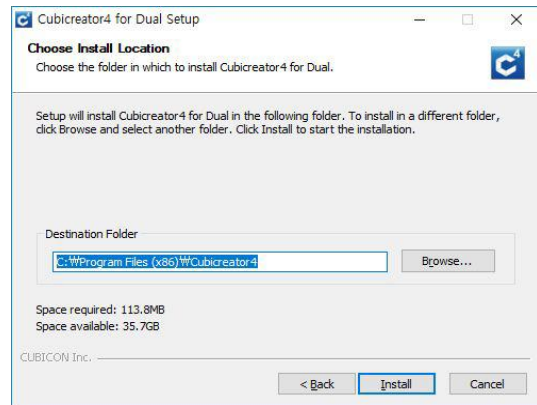 Cubicreator4 for Dual Setup
Choose Install Location
Choose the folder in which to install Cubicreator4 for Dual.
Setup will install Cubicreator4 for Dual in the following folder. To install in a different folder,
click Browse and select another folder. Click Install to start the installation.
Destination Folder
C:₩Program Files (x86)₩Cubicreator4
Browse...
Space required: 113.8MB
Space available: 35.7GB
CUBICON Inc.
< Back
Install
Cancel